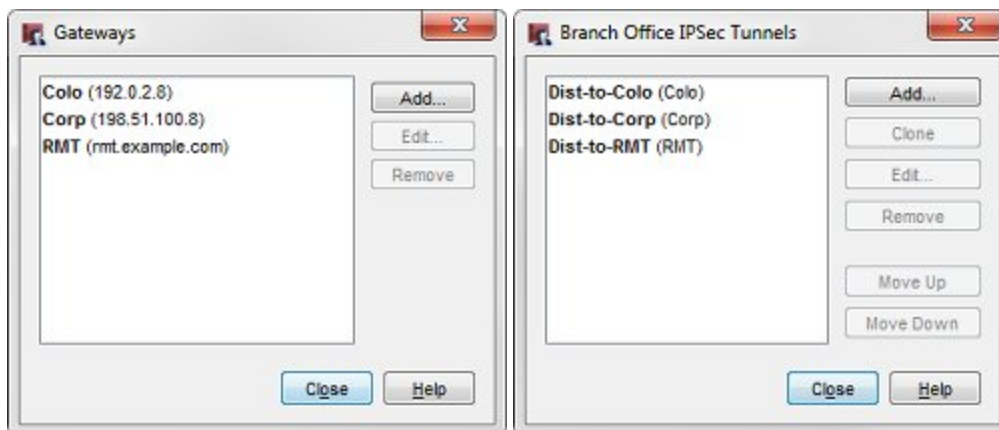 Gateways
Colo (192.0.2.8)
Corp (198.51.100.8)
RMT (rmt.example.com)
Add...
Edit...
Remove
Close
Help
Branch Office IPSec Tunnels
Dist-to-Colo (Colo)
Dist-to-Corp (Corp)
Dist-to-RMT (RMT)
Add...
Clone
Edit...
Remove
Move Up
Move Down
Close
Help